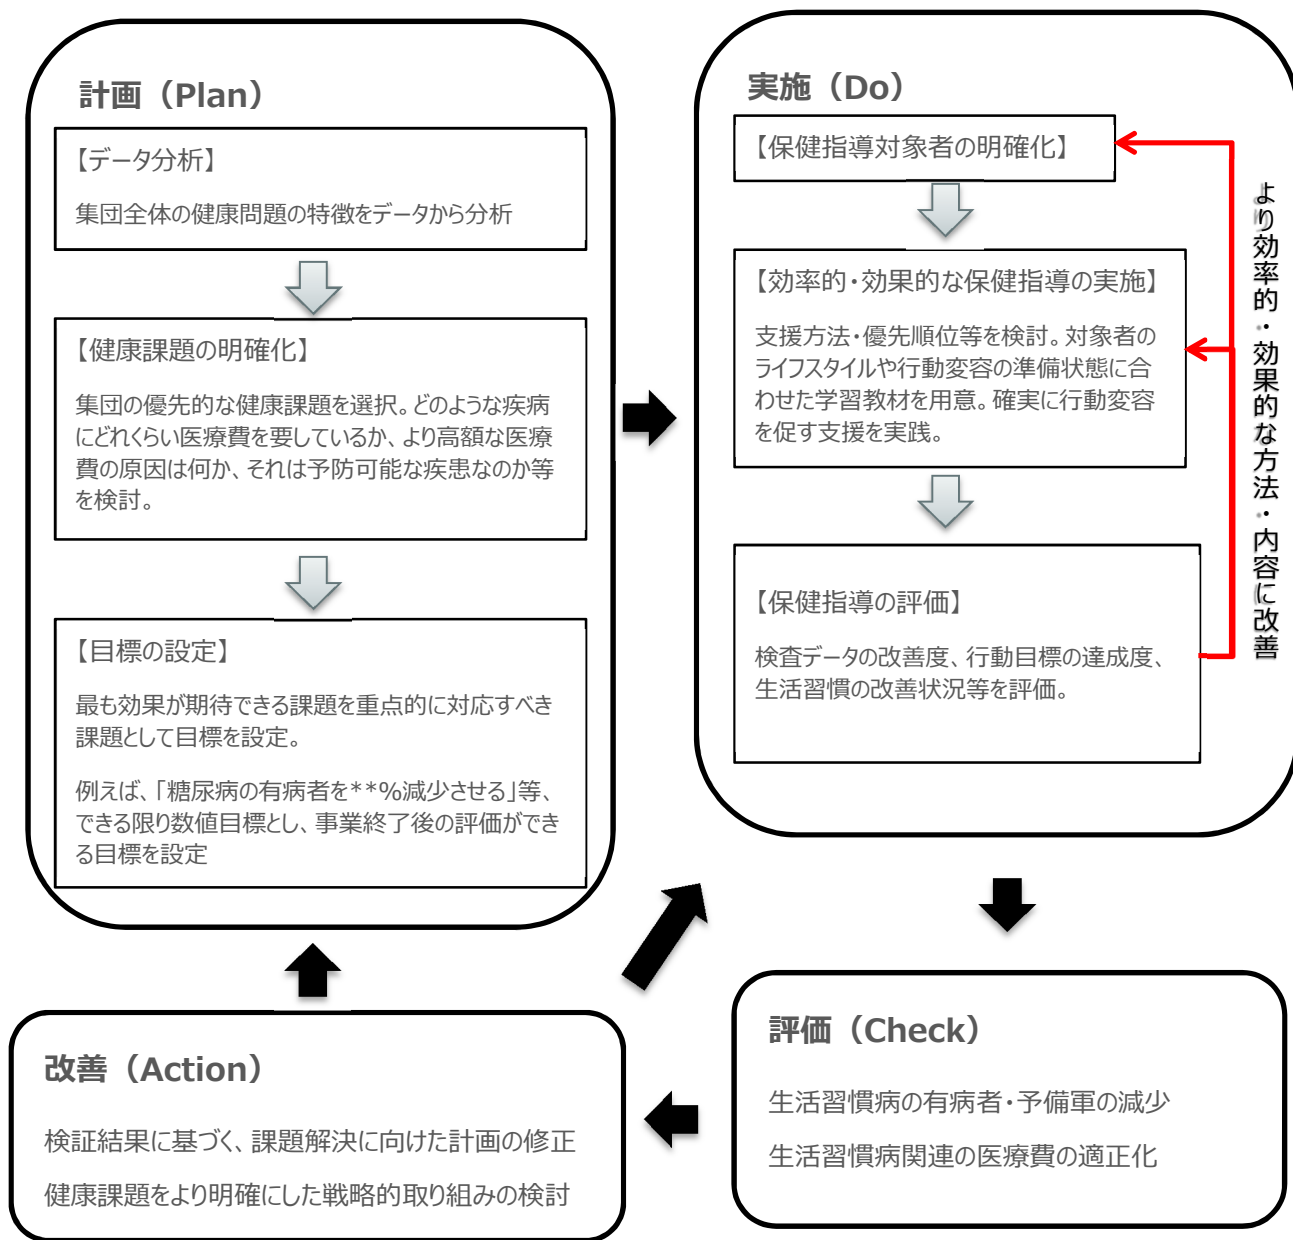 計画（Plan）
【データ分析】
集団全体の健康問題の特徴をデータから分析
【健康課題の明確化】
集団の優先的な健康課題を選択。どのような疾病
にどれくらい医療費を要しているか、より高額な医療
費の原因は何か、それは予防可能な疾患なのか等
を検討。
【目標の設定】
最も効果が期待できる課題を重点的に対応すべき
課題として目標を設定。
例えば、「糖尿病の有病者を**%減少させる」等、
できる限り数値目標とし、事業終了後の評価ができ
る目標を設定
実施（Do）
【保健指導対象者の明確化】
【効率的・効果的な保健指導の実施】
支援方法・優先順位等を検討。対象者の
ライフスタイルや行動変容の準備状態に合
わせた学習教材を用意。確実に行動変容
を促す支援を実践。
【保健指導の評価】
検査データの改善度、行動目標の達成度、
生活習慣の改善状況等を評価。
より効率的・効果的な方法・内容に改善
評価（Check）
生活習慣病の有病者・予備軍の減少
生活習慣病関連の医療費の適正化
改善（Action）
検証結果に基づく、課題解決に向けた計画の修正
健康課題をより明確にした戦略的取り組みの検討